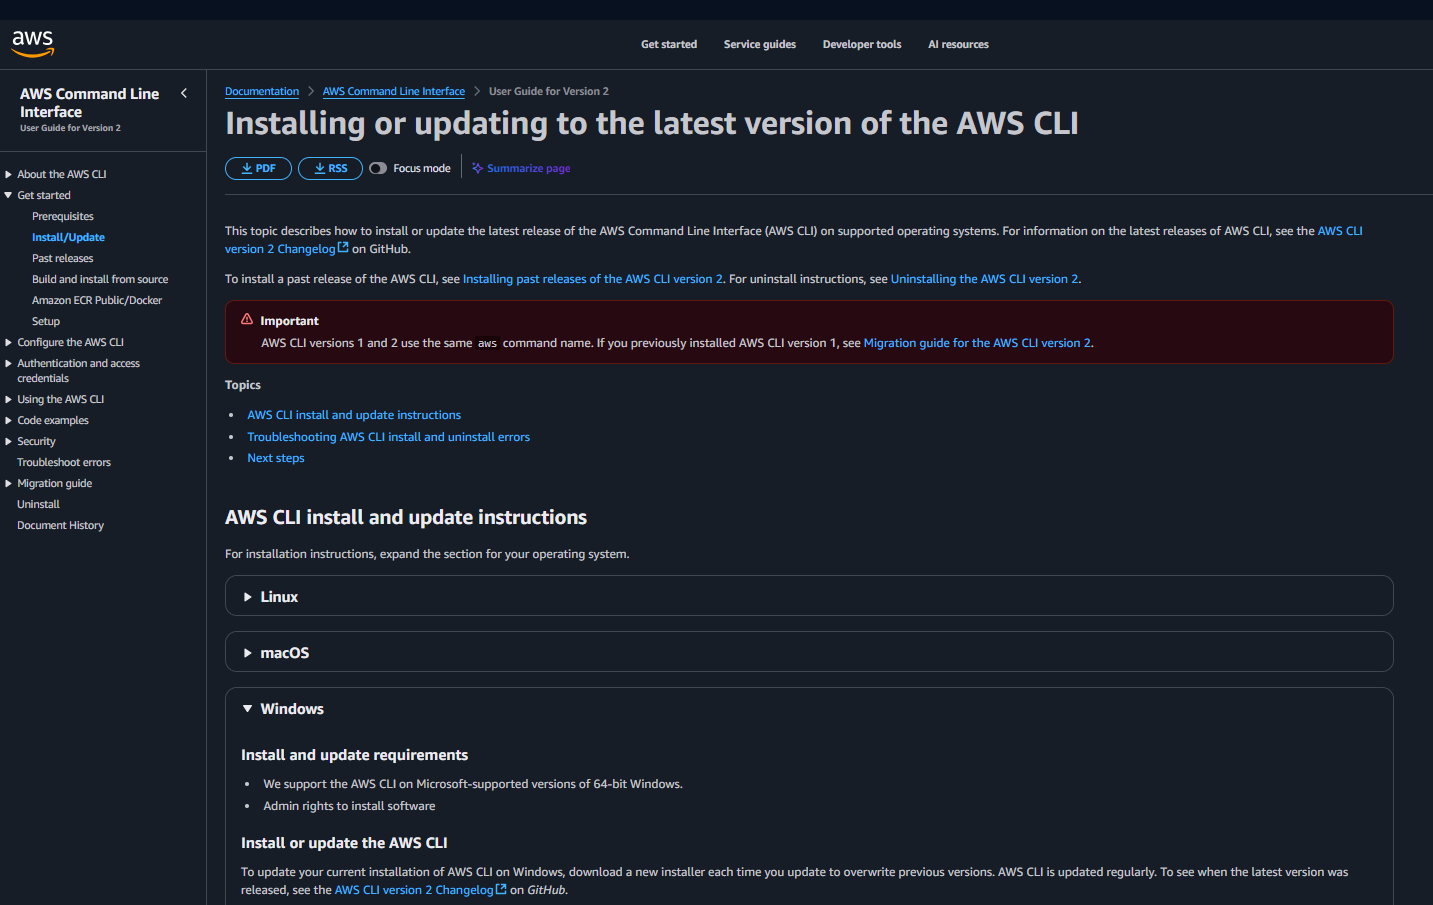 aws
Get started
Service guides
Developer tools
AI resources
AWS Command Line
Interface
User Guide for Version 2
About the AWS CLI
Get started
Prerequisites
Install/Update
Past releases
Build and install from source
Amazon ECR Public/Docker
Setup
Configure the AWS CLI
Authentication and access
credentials
Using the AWS CLI
Code examples
Security
Troubleshoot errors
Migration guide
Uninstall
Document History
Documentation > AWS Command Line Interface > User Guide for Version 2
Installing or updating to the latest version of the AWS CLI
PDF
RSS
Focus mode
Summarize page
This topic describes how to install or update the latest release of the AWS Command Line Interface (AWS CLI) on supported operating systems. For information on the latest releases of AWS CLI, see the AWS CLI
version 2 Changelog on GitHub.
To install a past release of the AWS CLI, see Installing past releases of the AWS CLI version 2. For uninstall instructions, see Uninstalling the AWS CLI version 2.
Important
AWS CLI versions 1 and 2 use the same aws command name. If you previously installed AWS CLI version 1, see Migration guide for the AWS CLI version 2.
Topics
• AWS CLI install and update instructions
• Troubleshooting AWS CLI install and uninstall errors
• Next steps
AWS CLI install and update instructions
For installation instructions, expand the section for your operating system.
Linux
macOS
Windows
Install and update requirements
• We support the AWS CLI on Microsoft-supported versions of 64-bit Windows.
• Admin rights to install software
Install or update the AWS CLI
To update your current installation of AWS CLI on Windows, download a new installer each time you update to overwrite previous versions. AWS CLI is updated regularly. To see when the latest version was
released, see the AWS CLI version 2 Changelog on GitHub.